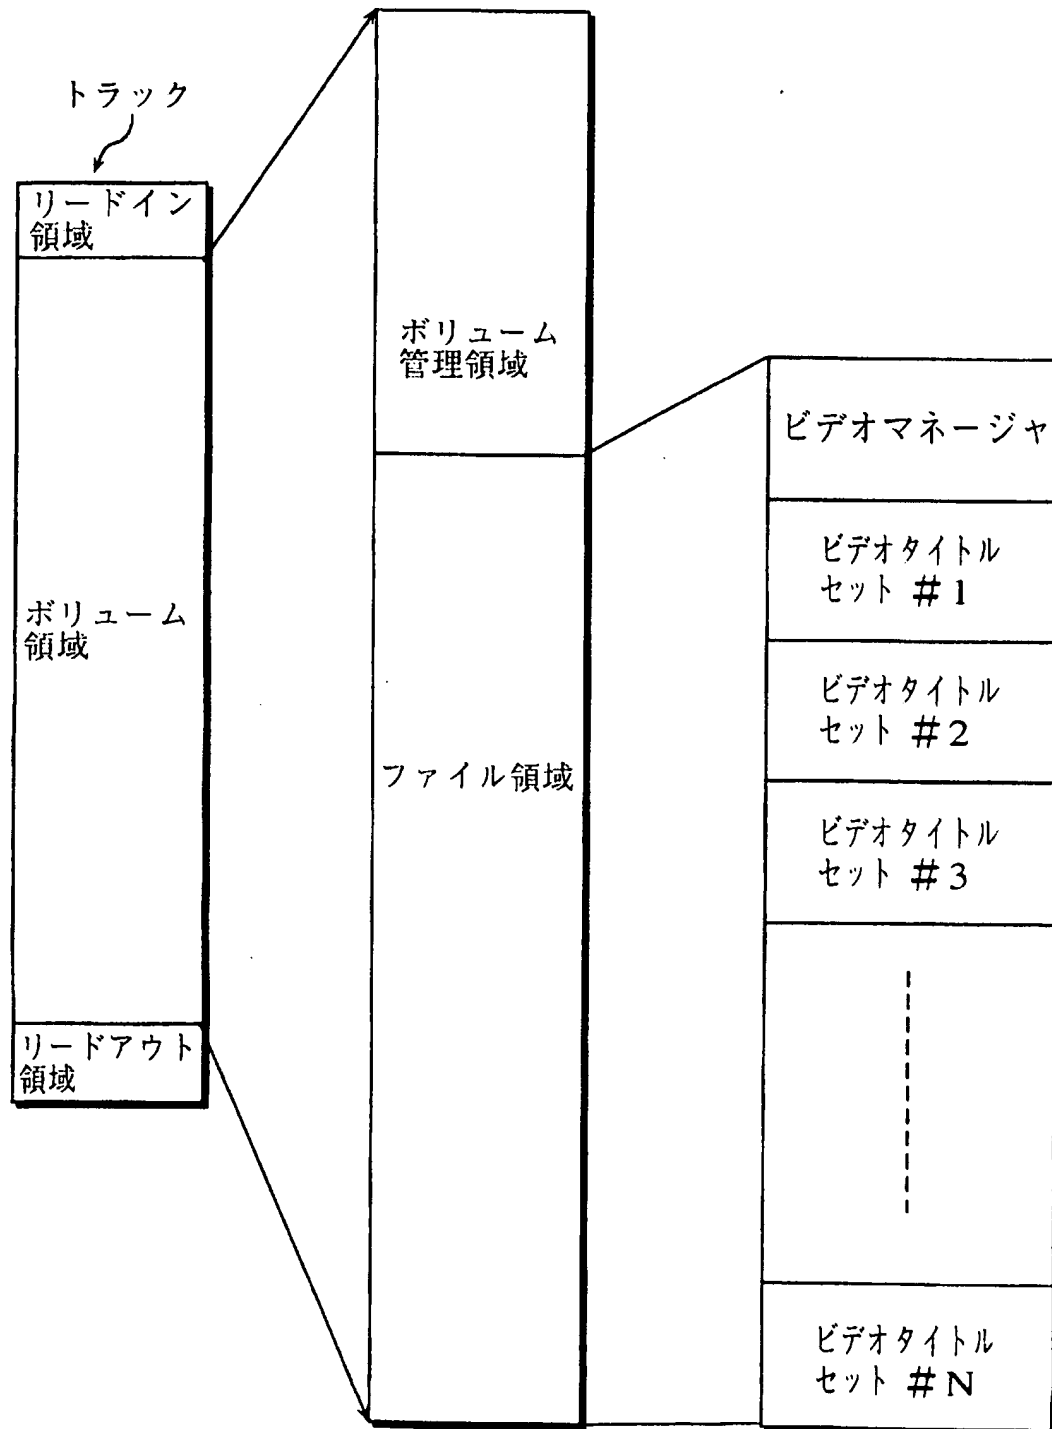 トラック
リードイン
領域
ボリューム
領域
リードアウト
領域
ボリューム
管理領域
ファイル領域
ビデオマネージャ
ビデオタイトル
セット #1
ビデオタイトル
セット #2
ビデオタイトル
セット #3
ビデオタイトル
セット #N